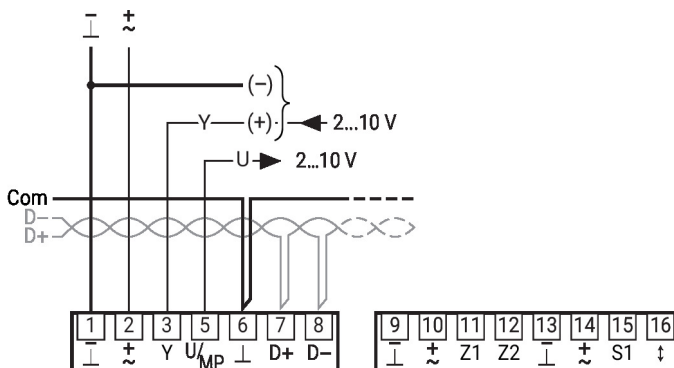 – +
⊥ ~
(–)
Y (+) 2...10 V
U 2...10 V
Com
D–
D+
1 2 3 5 6 7 8 9 10 11 12 13 14 15 16
– ⊥ + ~ Y U/MP ⊥ D+ D– – ⊥ + ~ Z1 Z2 – ⊥ + ~ S1 ↕